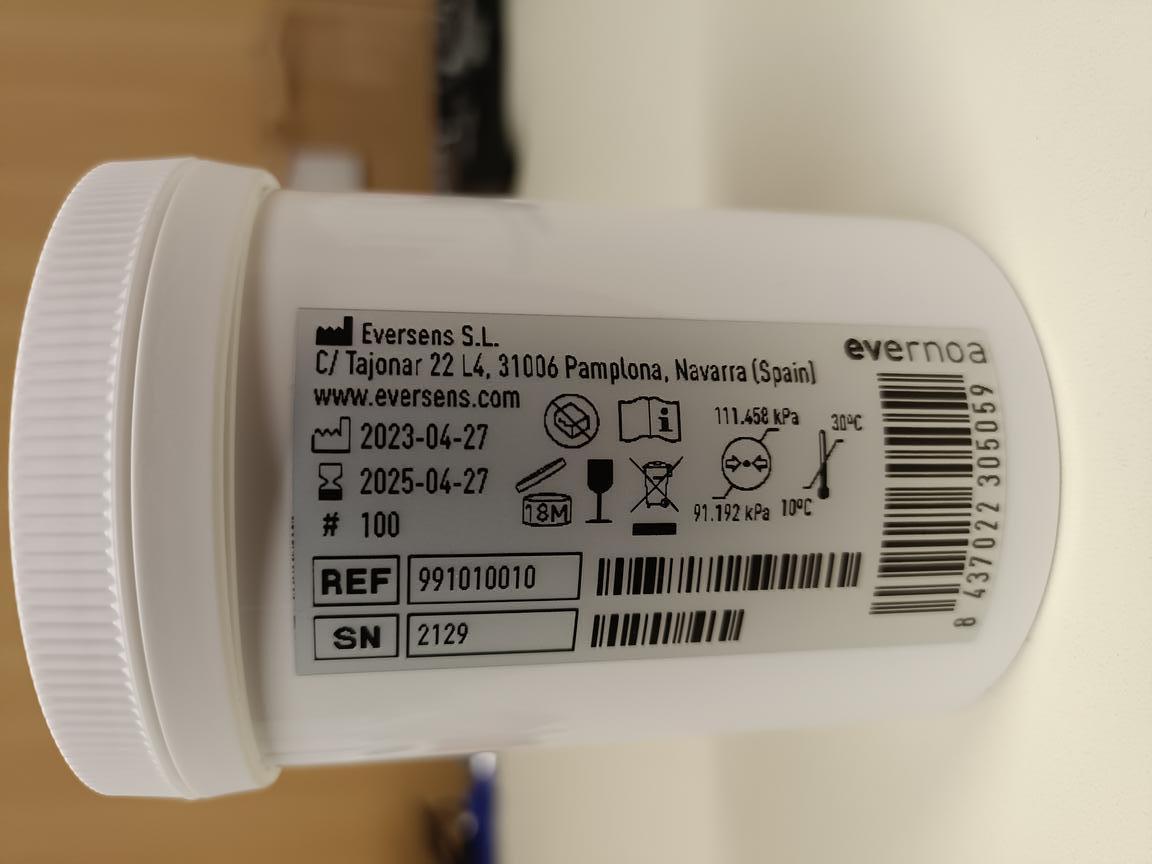 Eversens S.L.
C/ Tajonar 22 L4, 31006 Pamplona, Navarra (Spain)
www.eversens.com
2023-04-27
2025-04-27
# 100
18M
111.458 kPa
91.192 kPa
30ºC
10ºC
REF 991010010
SN 2129
evernoa
8 437022 305059